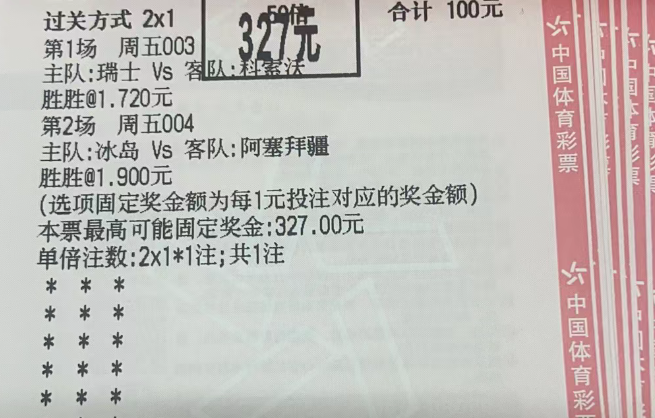 过关方式 2x1 50倍 合计 100元
327元
第1场 周五003
主队:瑞士 Vs 客队:科索沃
胜胜@1.720元
第2场 周五004
主队:冰岛 Vs 客队:阿塞拜疆
胜胜@1.900元
(选项固定奖金额为每1元投注对应的奖金额)
本票最高可能固定奖金:327.00元
单倍注数:2x1*1注;共1注
* * *
* * *
* * *
* * *
* * *
中国体育彩票
中国体育彩票
中国体育彩票